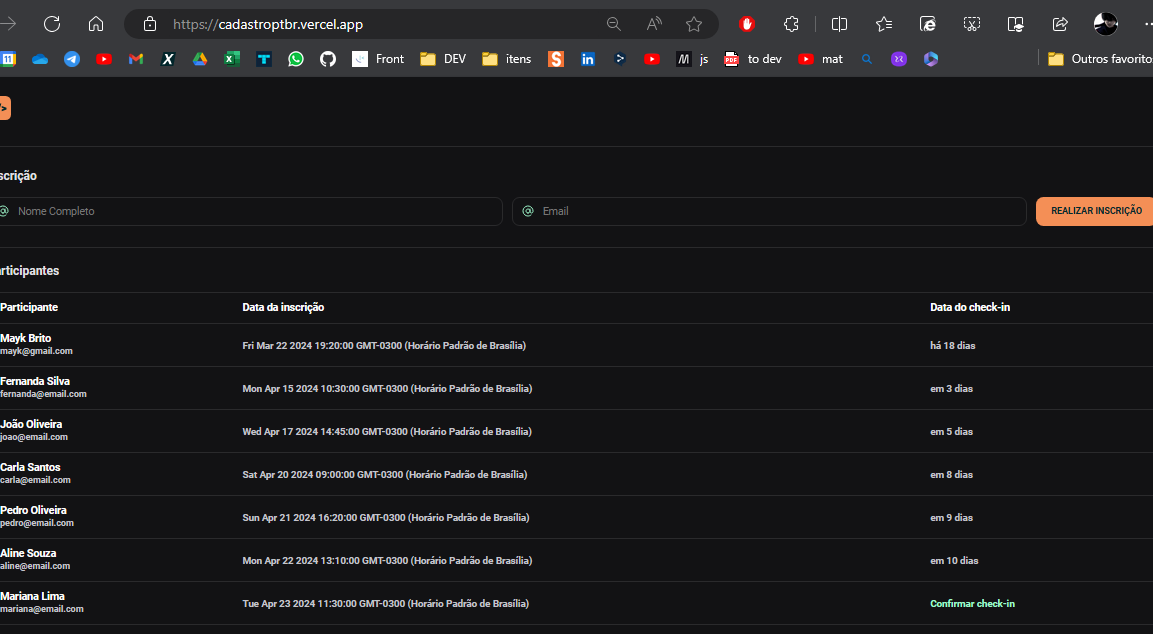 https://cadastroptbr.vercel.app
11
Front
DEV
itens
js
to dev
mat
Outros favorito
/>
scrição
Nome Completo
Email
REALIZAR INSCRIÇÃO
rticipantes
Participante Data da inscrição Data do check-in
Mayk Brito
mayk@gmail.com
Fri Mar 22 2024 19:20:00 GMT-0300 (Horário Padrão de Brasília)
há 18 dias
Fernanda Silva
fernanda@email.com
Mon Apr 15 2024 10:30:00 GMT-0300 (Horário Padrão de Brasília)
em 3 dias
João Oliveira
joao@email.com
Wed Apr 17 2024 14:45:00 GMT-0300 (Horário Padrão de Brasília)
em 5 dias
Carla Santos
carla@email.com
Sat Apr 20 2024 09:00:00 GMT-0300 (Horário Padrão de Brasília)
em 8 dias
Pedro Oliveira
pedro@email.com
Sun Apr 21 2024 16:20:00 GMT-0300 (Horário Padrão de Brasília)
em 9 dias
Aline Souza
aline@email.com
Mon Apr 22 2024 13:10:00 GMT-0300 (Horário Padrão de Brasília)
em 10 dias
Mariana Lima
mariana@email.com
Tue Apr 23 2024 11:30:00 GMT-0300 (Horário Padrão de Brasília)
Confirmar check-in